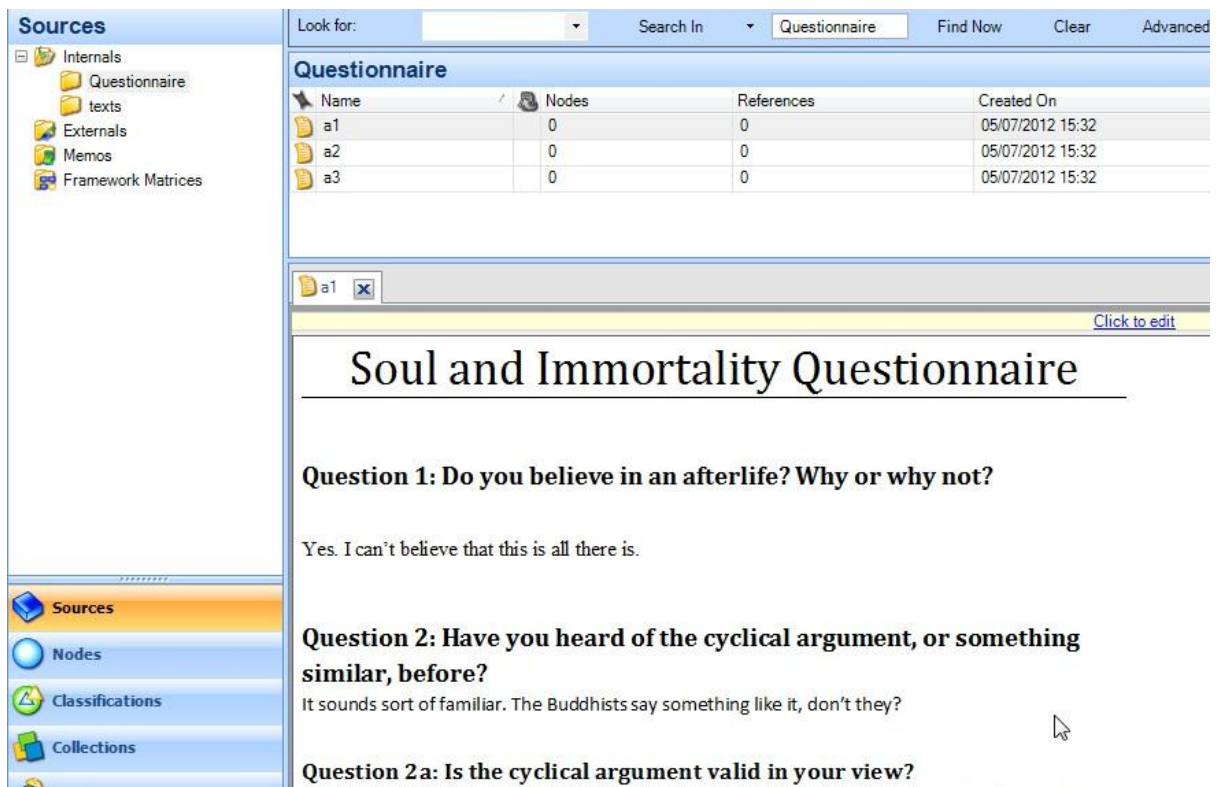 Sources
Internals
Questionnaire
texts
Externals
Memos
Framework Matrices
Sources
Nodes
Classifications
Collections
Look for: Search In Questionnaire Find Now Clear Advanced
Questionnaire
Name Nodes References Created On
a1 0 0 05/07/2012 15:32
a2 0 0 05/07/2012 15:32
a3 0 0 05/07/2012 15:32
a1
Click to edit
Soul and Immortality Questionnaire
Question 1: Do you believe in an afterlife? Why or why not?
Yes. I can't believe that this is all there is.
Question 2: Have you heard of the cyclical argument, or something
similar, before?
It sounds sort of familiar. The Buddhists say something like it, don't they?
Question 2a: Is the cyclical argument valid in your view?